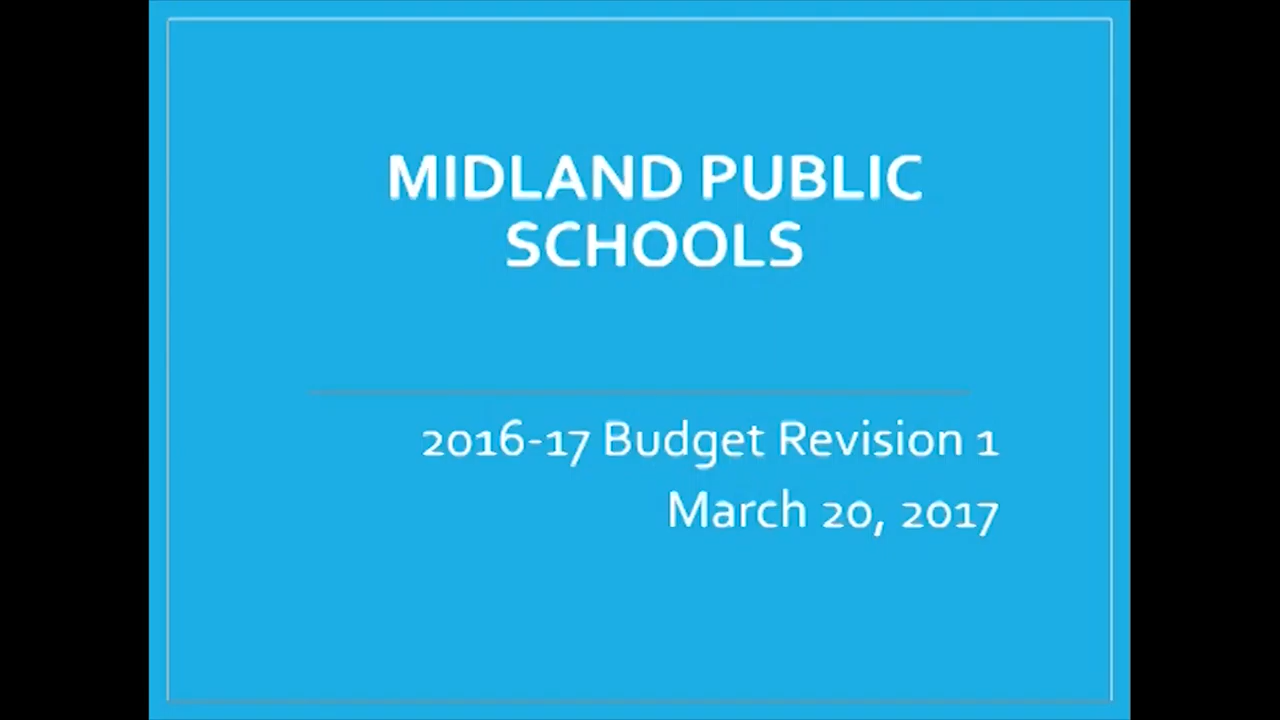 MIDLAND PUBLIC
SCHOOLS
2016-17 Budget Revision 1
March 20, 2017